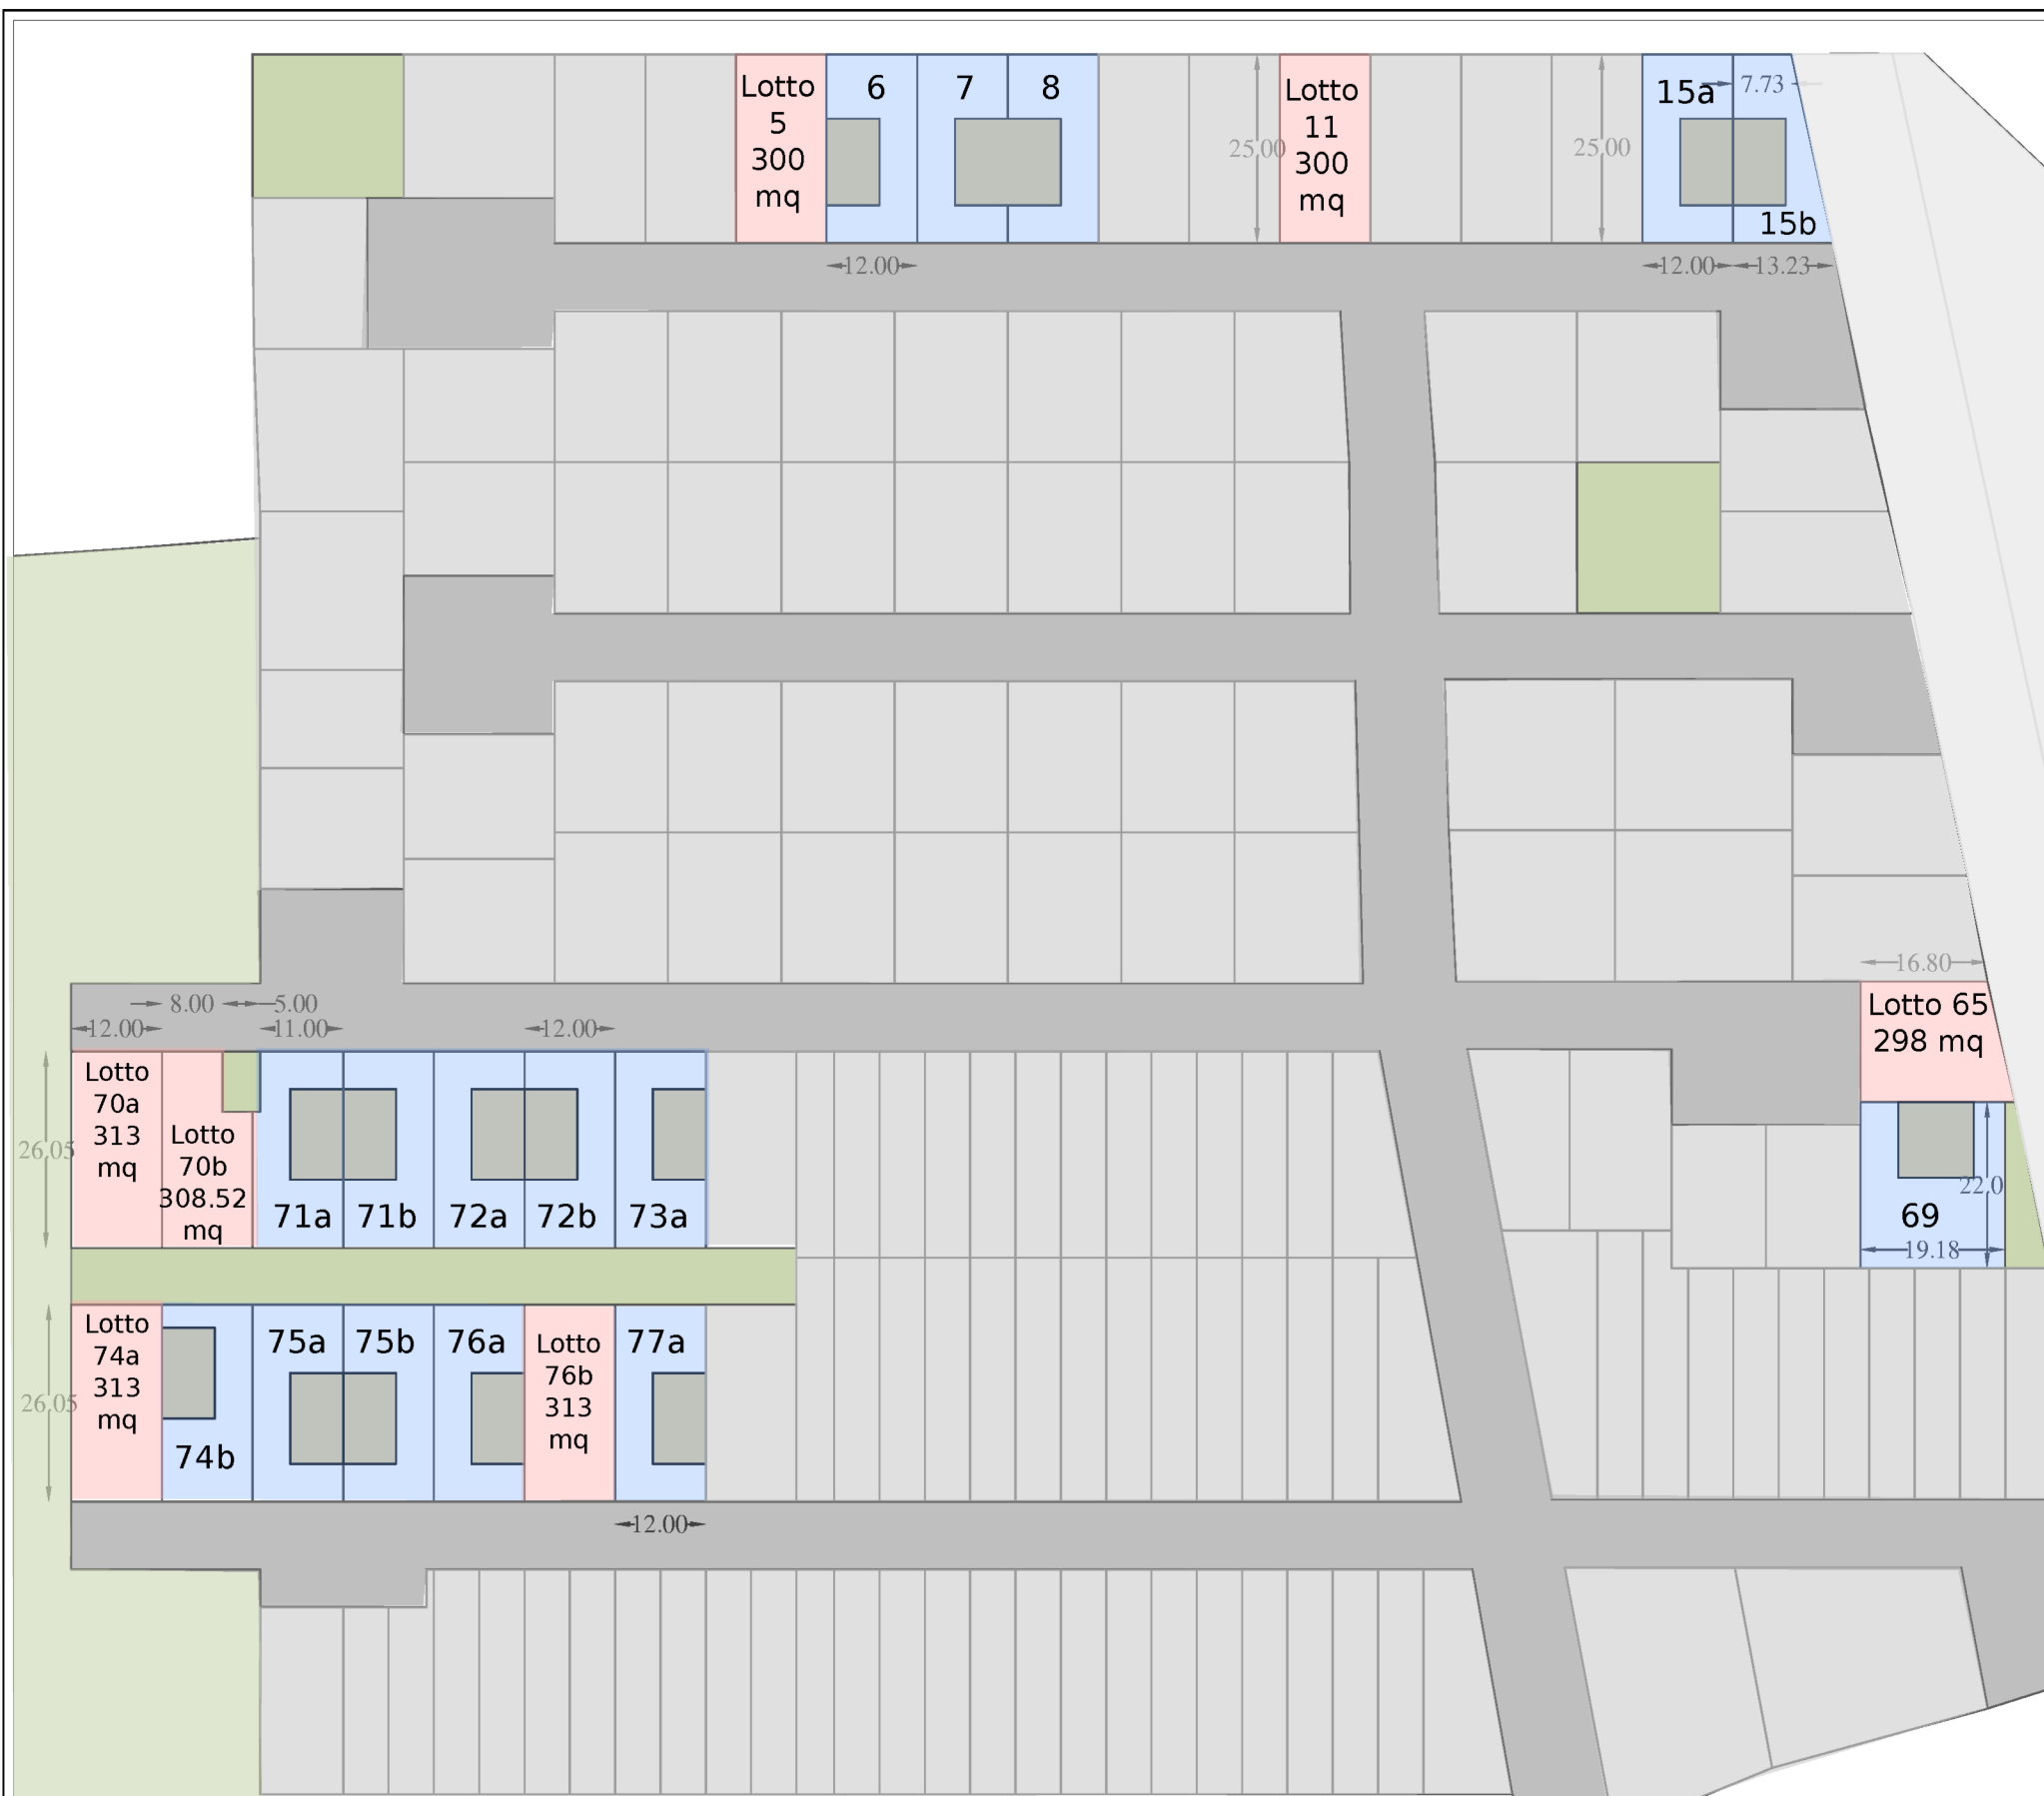 Lotto
5
300
mq
6
7
8
25.00
Lotto
11
300
mq
25.00
15a
7.73
15b
12.00
12.00
13.23
16.80
8.00
5.00
12.00
11.00
12.00
Lotto 65
298 mq
26.05
Lotto
70a
313
mq
Lotto
70b
308.52
mq
71a
71b
72a
72b
73a
22.0
69
19.18
26.05
Lotto
74a
313
mq
74b
75a
75b
76a
Lotto
76b
313
mq
77a
12.00